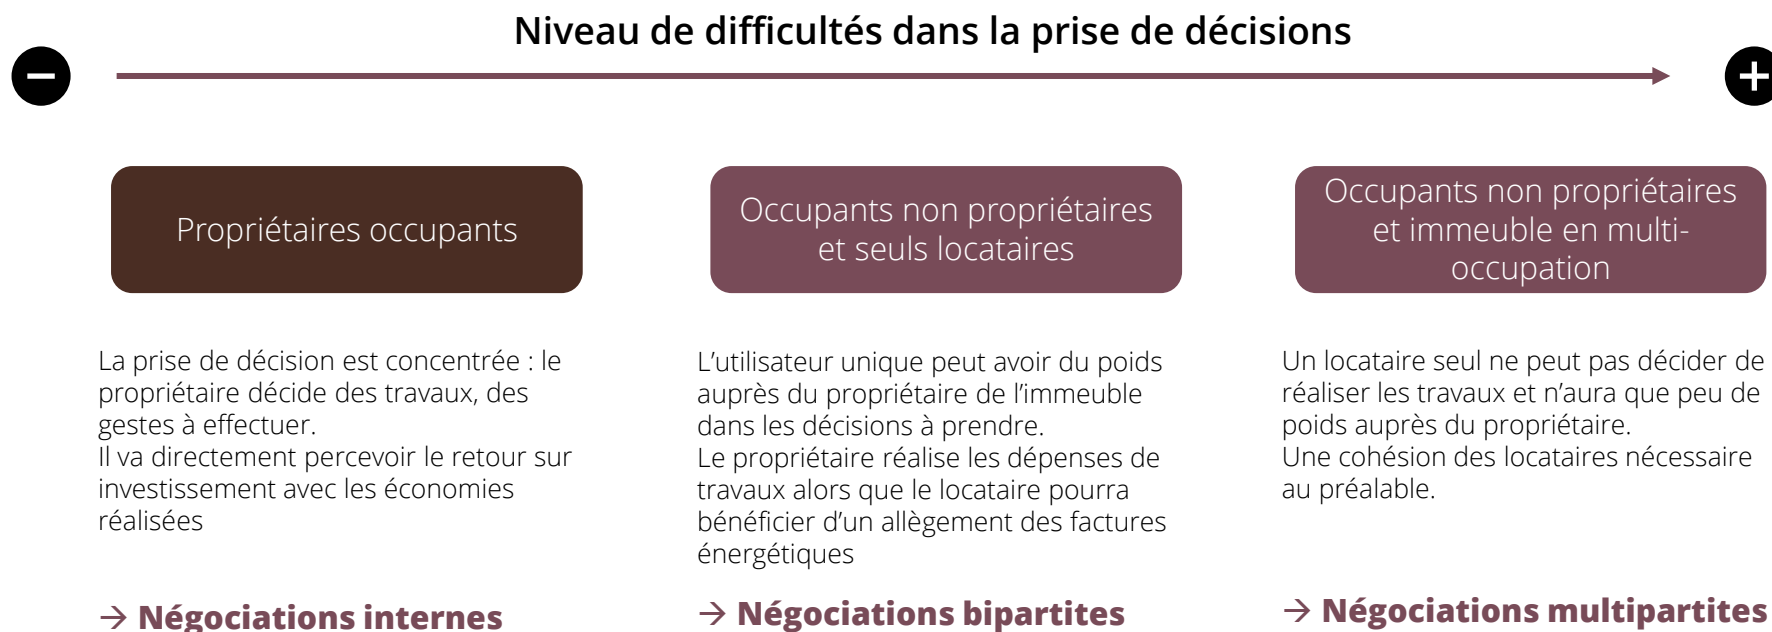 Niveau de difficultés dans la prise de décisions
Propriétaires occupants
La prise de décision est concentrée : le
propriétaire décide des travaux, des
gestes à effectuer.
Il va directement percevoir le retour sur
investissement avec les économies
réalisées
→ Négociations internes
Occupants non propriétaires
et seuls locataires
L’utilisateur unique peut avoir du poids
auprès du propriétaire de l’immeuble
dans les décisions à prendre.
Le propriétaire réalise les dépenses de
travaux alors que le locataire pourra
bénéficier d’un allègement des factures
énergétiques
→ Négociations bipartites
Occupants non propriétaires
et immeuble en multi-
occupation
Un locataire seul ne peut pas décider de
réaliser les travaux et n’aura que peu de
poids auprès du propriétaire.
Une cohésion des locataires nécessaire
au préalable.
→ Négociations multipartites